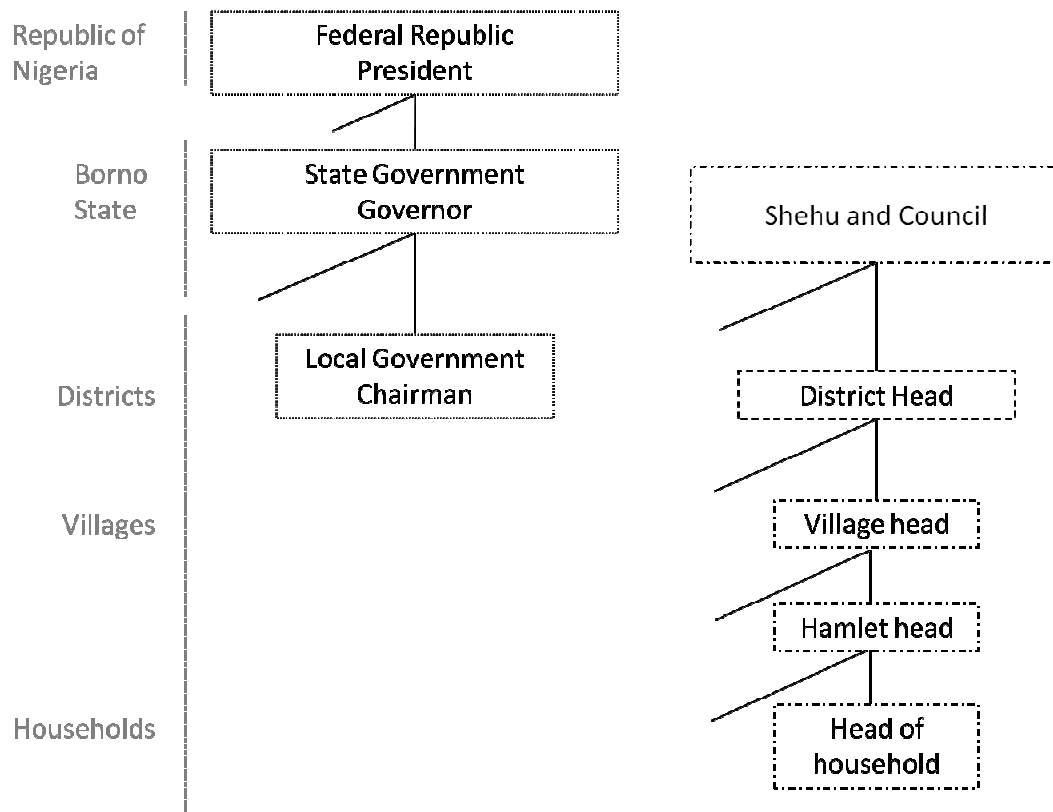 Republic of
Nigeria
Federal Republic
President
Borno
State
State Government
Governor
Shehu and Council
Local Government
Chairman
Districts
District Head
Villages
Village head
Hamlet head
Households
Head of
household